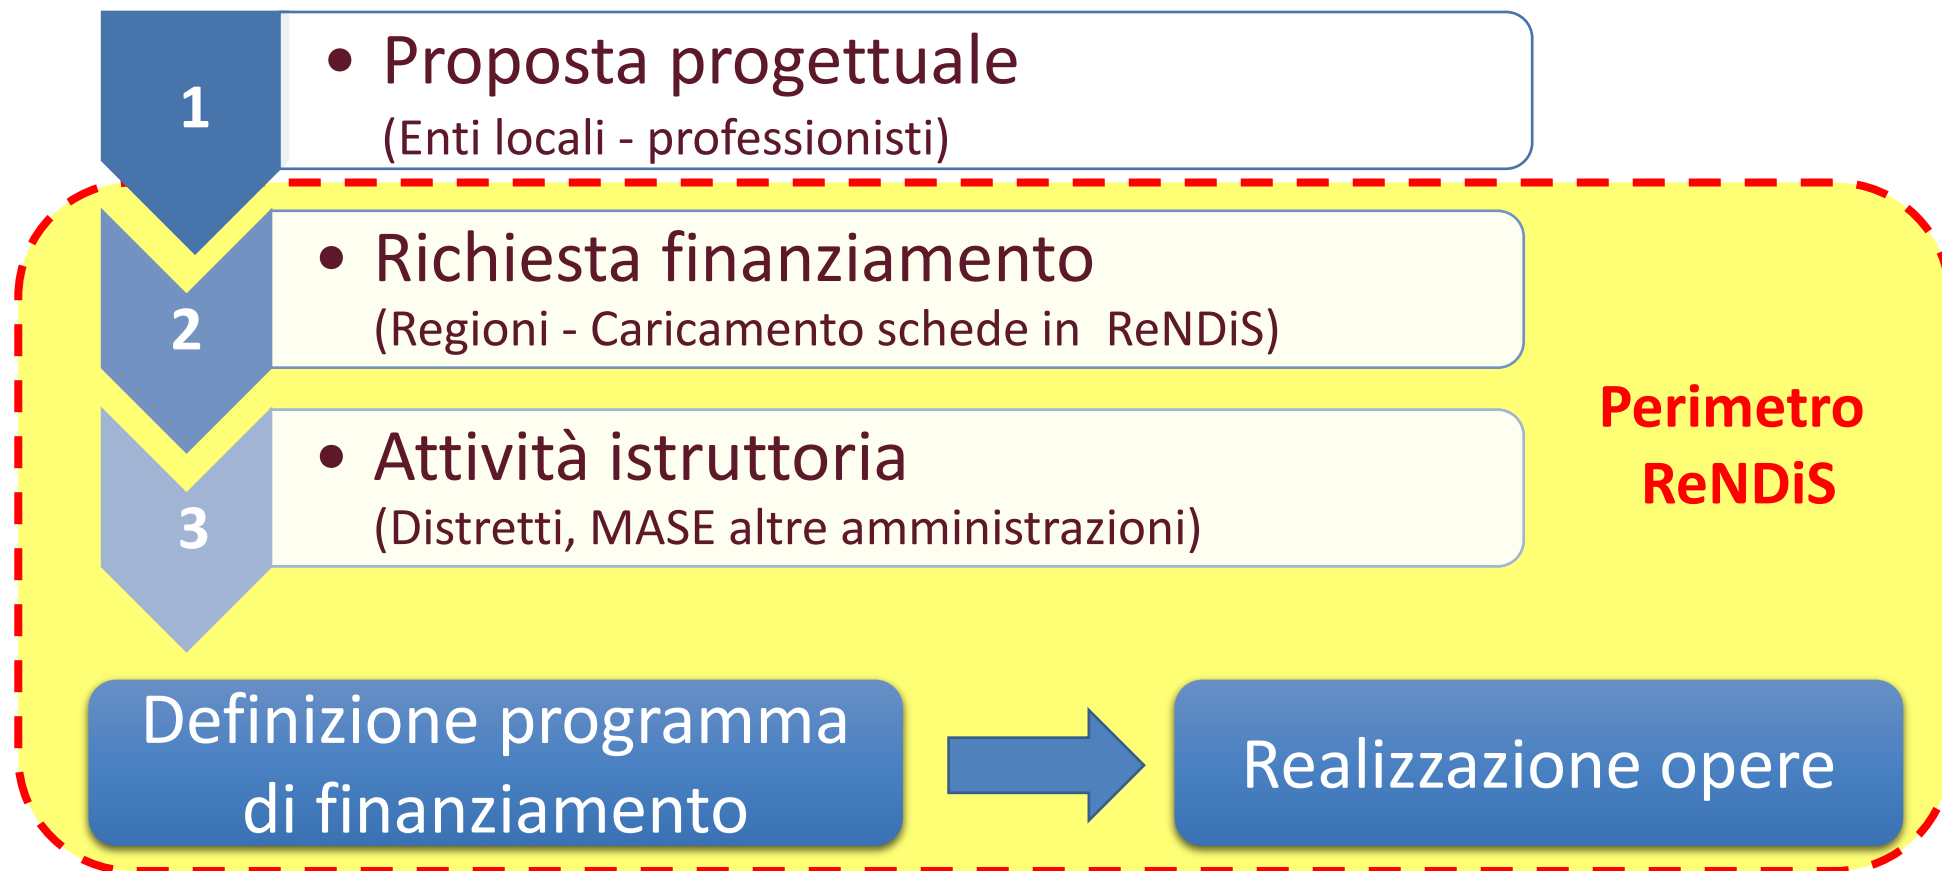 1
• Proposta progettuale
(Enti locali - professionisti)
2
• Richiesta finanziamento
(Regioni - Caricamento schede in  ReNDiS)
3
• Attività istruttoria
(Distretti, MASE altre amministrazioni)
Perimetro
ReNDiS
Definizione programma
di finanziamento
Realizzazione opere